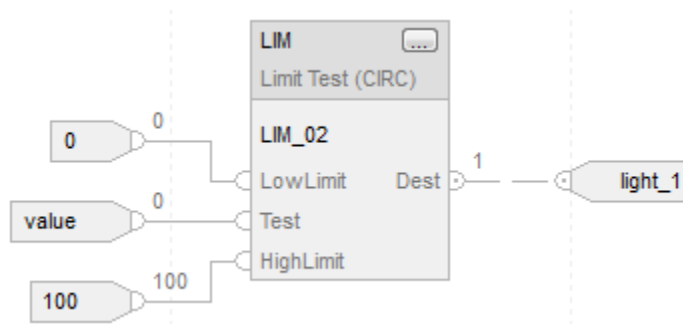 LIM
...
Limit Test (CIRC)
LIM_02
0
0
LowLimit
Dest
1
light_1
value
0
Test
100
100
HighLimit